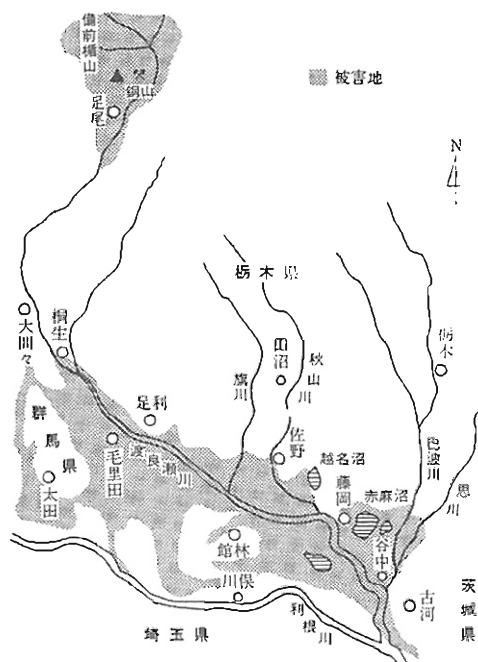 備前楯山
銅山
足尾
被害地
N
栃木県
大間々
桐生
田沼
秋山川
旗川
栃木
足利
群馬県
毛里田
渡良瀬川
佐野
越名沼
巴波川
思川
太田
藤岡
赤麻沼
館林
谷中
川俣
古河
利根川
茨城県
埼玉県